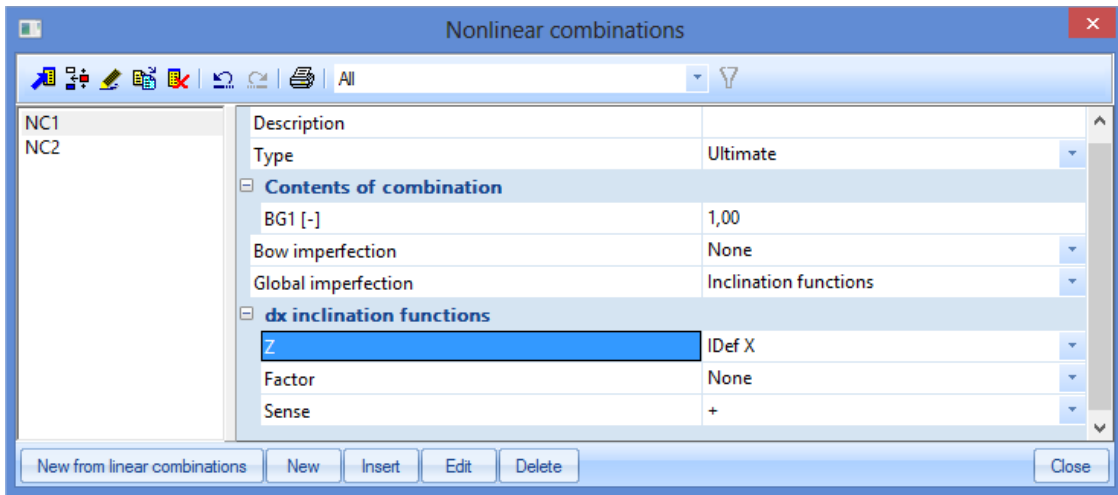 Nonlinear combinations
All
NC1
NC2
Description
Type Ultimate
Contents of combination
BG1 [-] 1,00
Bow imperfection None
Global imperfection Inclination functions
dx inclination functions
Z IDef X
Factor None
Sense +
New from linear combinations New Insert Edit Delete Close